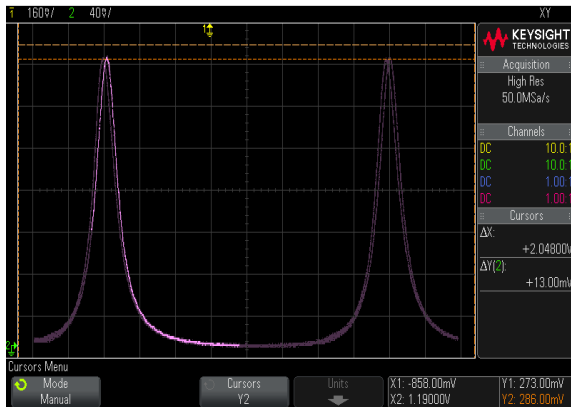 1 160V/ 2 40V/ XY
KEYSIGHT
TECHNOLOGIES
Acquisition
High Res
50.0MSa/s
Channels
DC 10.0:1
DC 10.0:1
DC 1.00:1
DC 1.00:1
Cursors
ΔX:
+2.04800V
ΔY(2):
+13.00mV
Cursors Menu
Mode
Manual
Cursors
Y2
Units
X1: -858.00mV
X2: 1.19000V
Y1: 273.00mV
Y2: 286.00mV